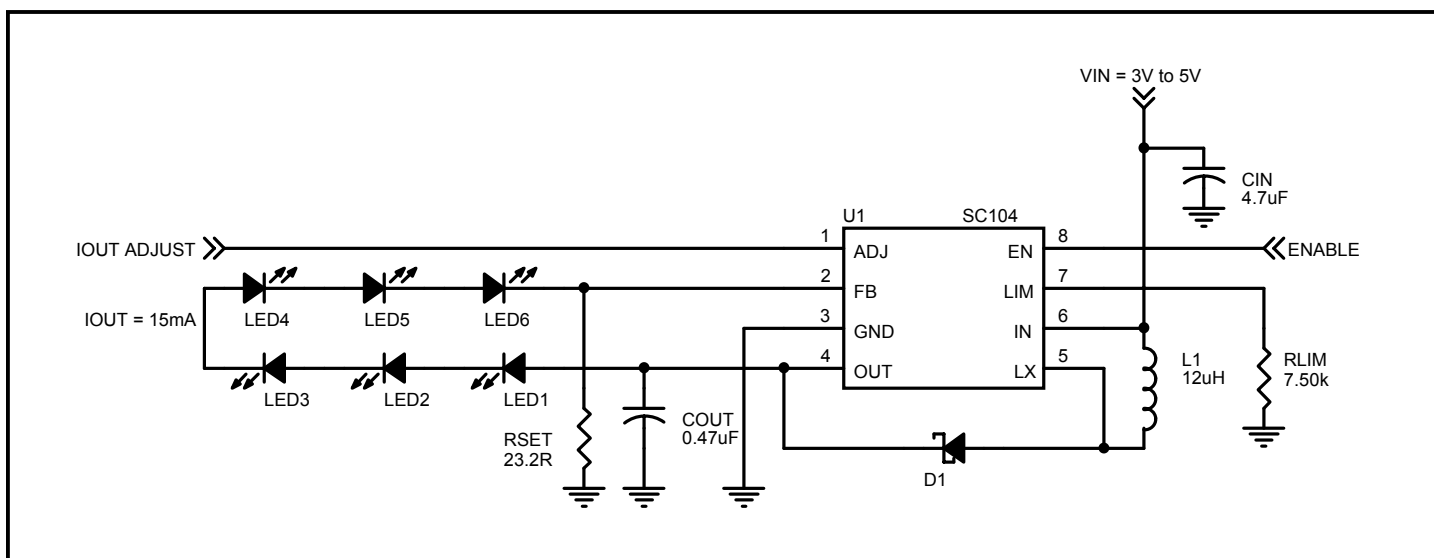 VIN = 3V to 5V
CIN
4.7uF
U1
SC104
IOUT ADJUST
1
ADJ
EN
8
ENABLE
2
FB
LIM
7
LED4
LED5
LED6
IOUT = 15mA
3
GND
IN
6
4
OUT
LX
5
LED3
LED2
LED1
L1
12uH
RLIM
7.50k
RSET
23.2R
COUT
0.47uF
D1